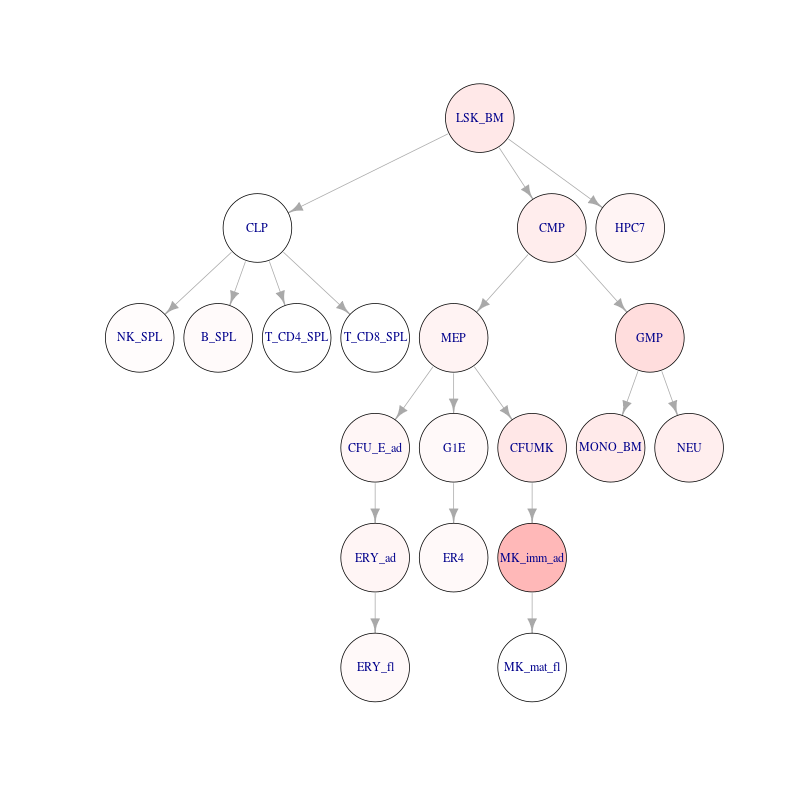 LSK_BM
CLP
CMP
HPC7
NK_SPL
B_SPL
T_CD4_SPL
T_CD8_SPL
MEP
GMP
CFU_E_ad
G1E
CFUMK
MONO_BM
NEU
ERY_ad
ER4
MK_imm_ad
ERY_fl
MK_mat_fl